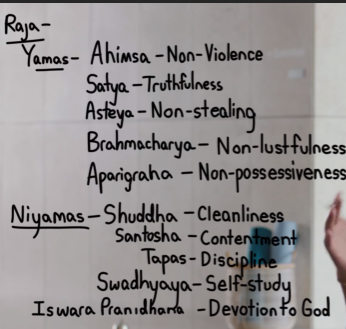 Raja-
Yamas- Ahimsa - Non-Violence
Satya - Truthfulness
Asteya - Non-stealing
Brahmacharya - Non-lustfulness
Aparigraha - Non-possessiveness
Niyamas - Shuddha - Cleanliness
Santosha - Contentment
Tapas - Discipline
Swadhyaya - Self-study
Iswara Pranidhana - Devotion to God